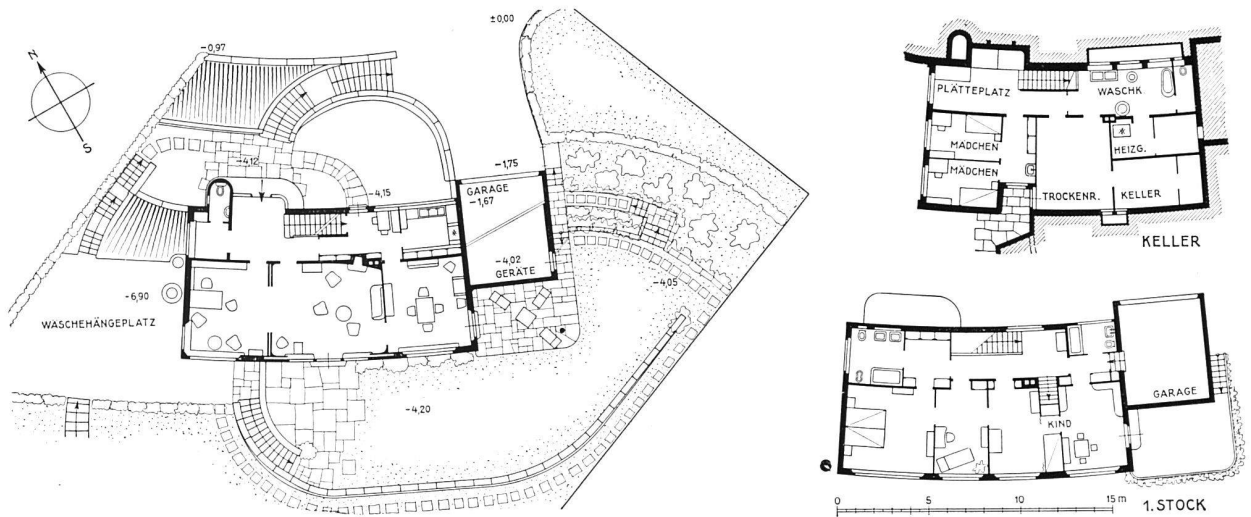 ±0,00
-0,97
N
S
-4,12
-4,15
-1,75
GARAGE
-1,67
-4,02
GERÄTE
-4,05
-6,90
WÄSCHEHÄNGEPLATZ
-4,20
PLÄTTEPLATZ
WASCHK.
MÄDCHEN
HEIZG.
MÄDCHEN
TROCKENR.
KELLER
KELLER
GARAGE
KIND
0 5 10 15 m
1. STOCK